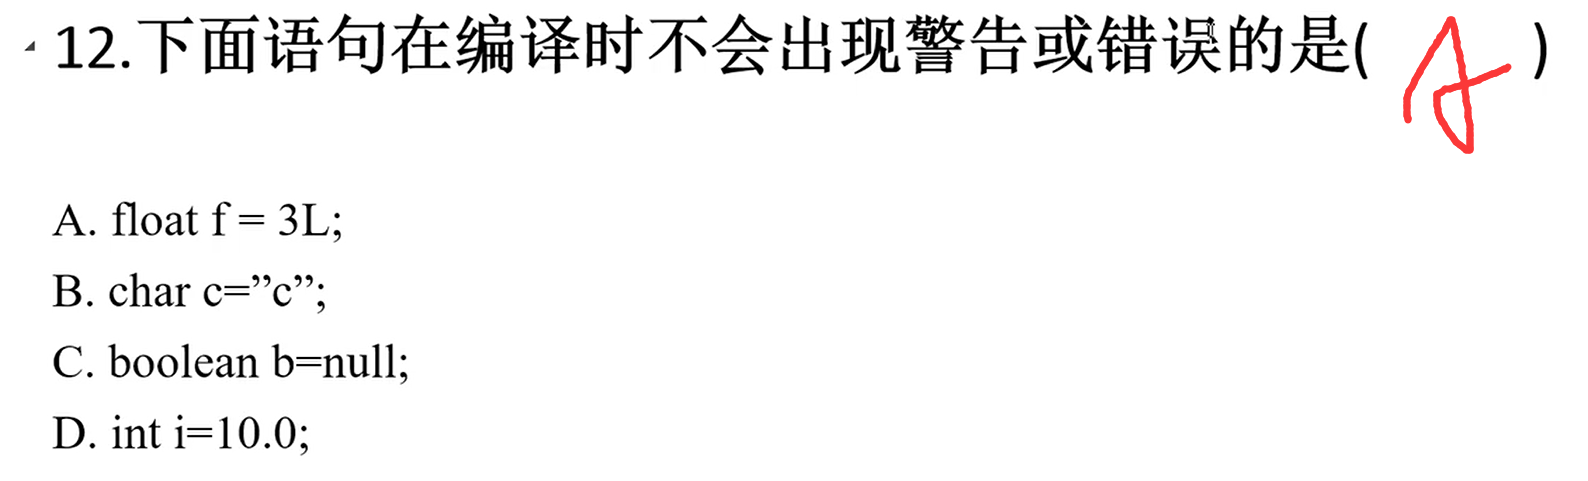 12.下面语句在编译时不会出现警告或错误的是( A )
A. float f = 3L;
B. char c=”c”;
C. boolean b=null;
D. int i=10.0;